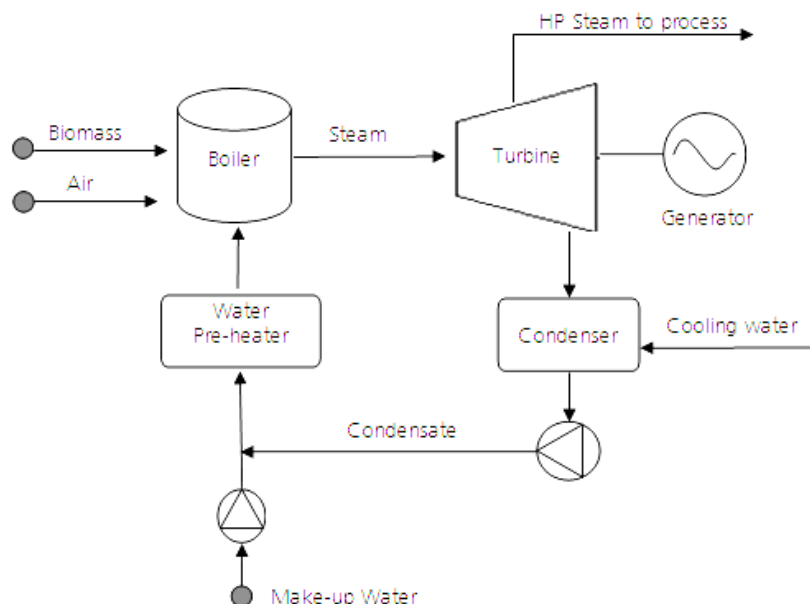 HP Steam to process
Biomass
Steam
Boiler
Turbine
Air
Generator
Water
Pre-heater
Cooling water
Condenser
Condensate
Make-up Water